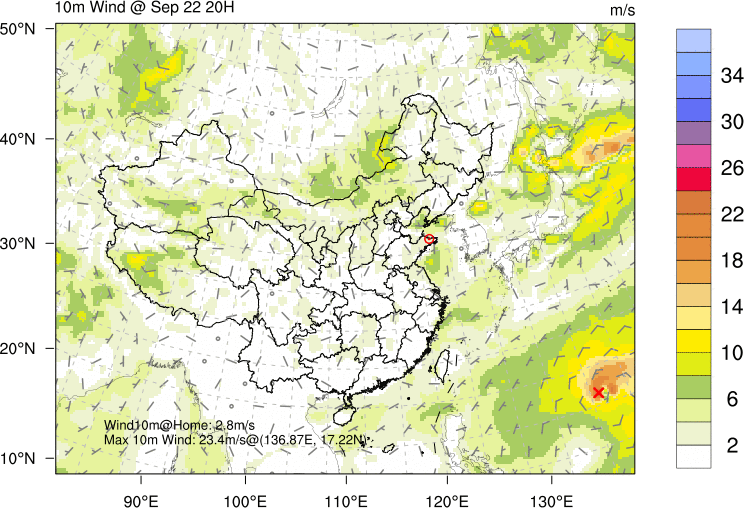 10m Wind @ Sep 22 20H
m/s
50°N
40°N
30°N
20°N
10°N
34
30
26
22
18
14
10
6
2
Wind10m@Home: 2.8m/s
Max 10m Wind: 23.4m/s@(136.87E, 17.22N)
90°E
100°E
110°E
120°E
130°E